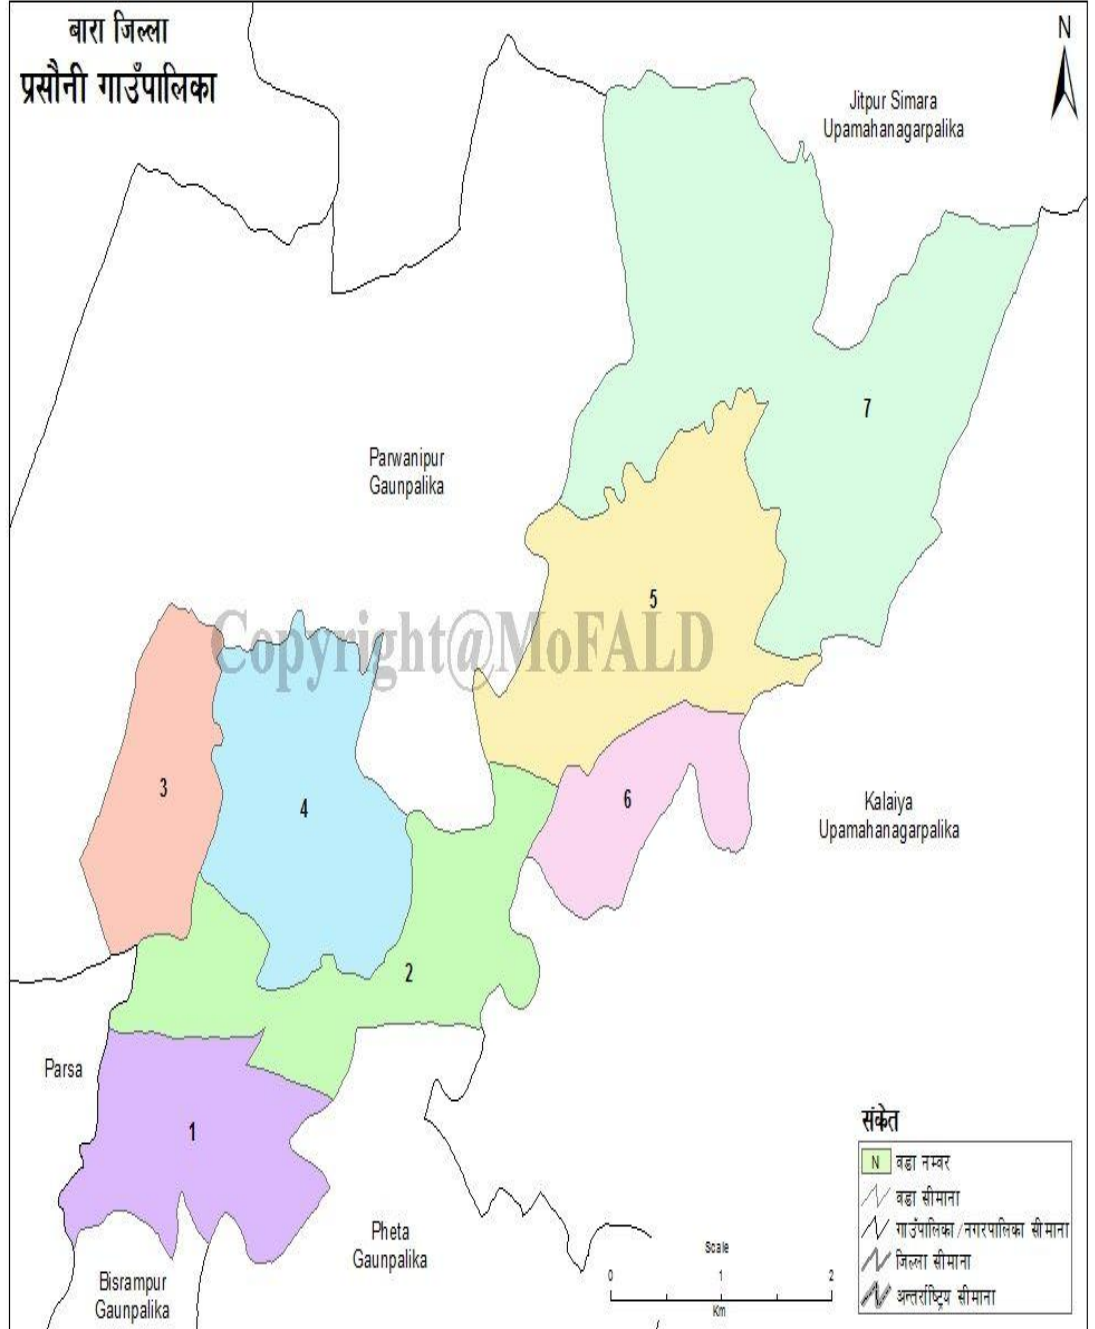 बारा जिल्ला
प्रसौनी गाउँपालिका
N
Jitpur Simara
Upamahanagarpalika
7
Parwanipur
Gaunpalika
5
Copyright@MoFALD
3
4
6
Kalaiya
Upamahanagarpalika
2
Parsa
1
Pheta
Gaunpalika
Bisrampur
Gaunpalika
Scale
0 1 2
Km
संकेत
N वडा नम्बर
वडा सीमाना
गाउँपालिका/नगरपालिका सीमाना
जिल्ला सीमाना
अन्तर्राष्ट्रिय सीमाना